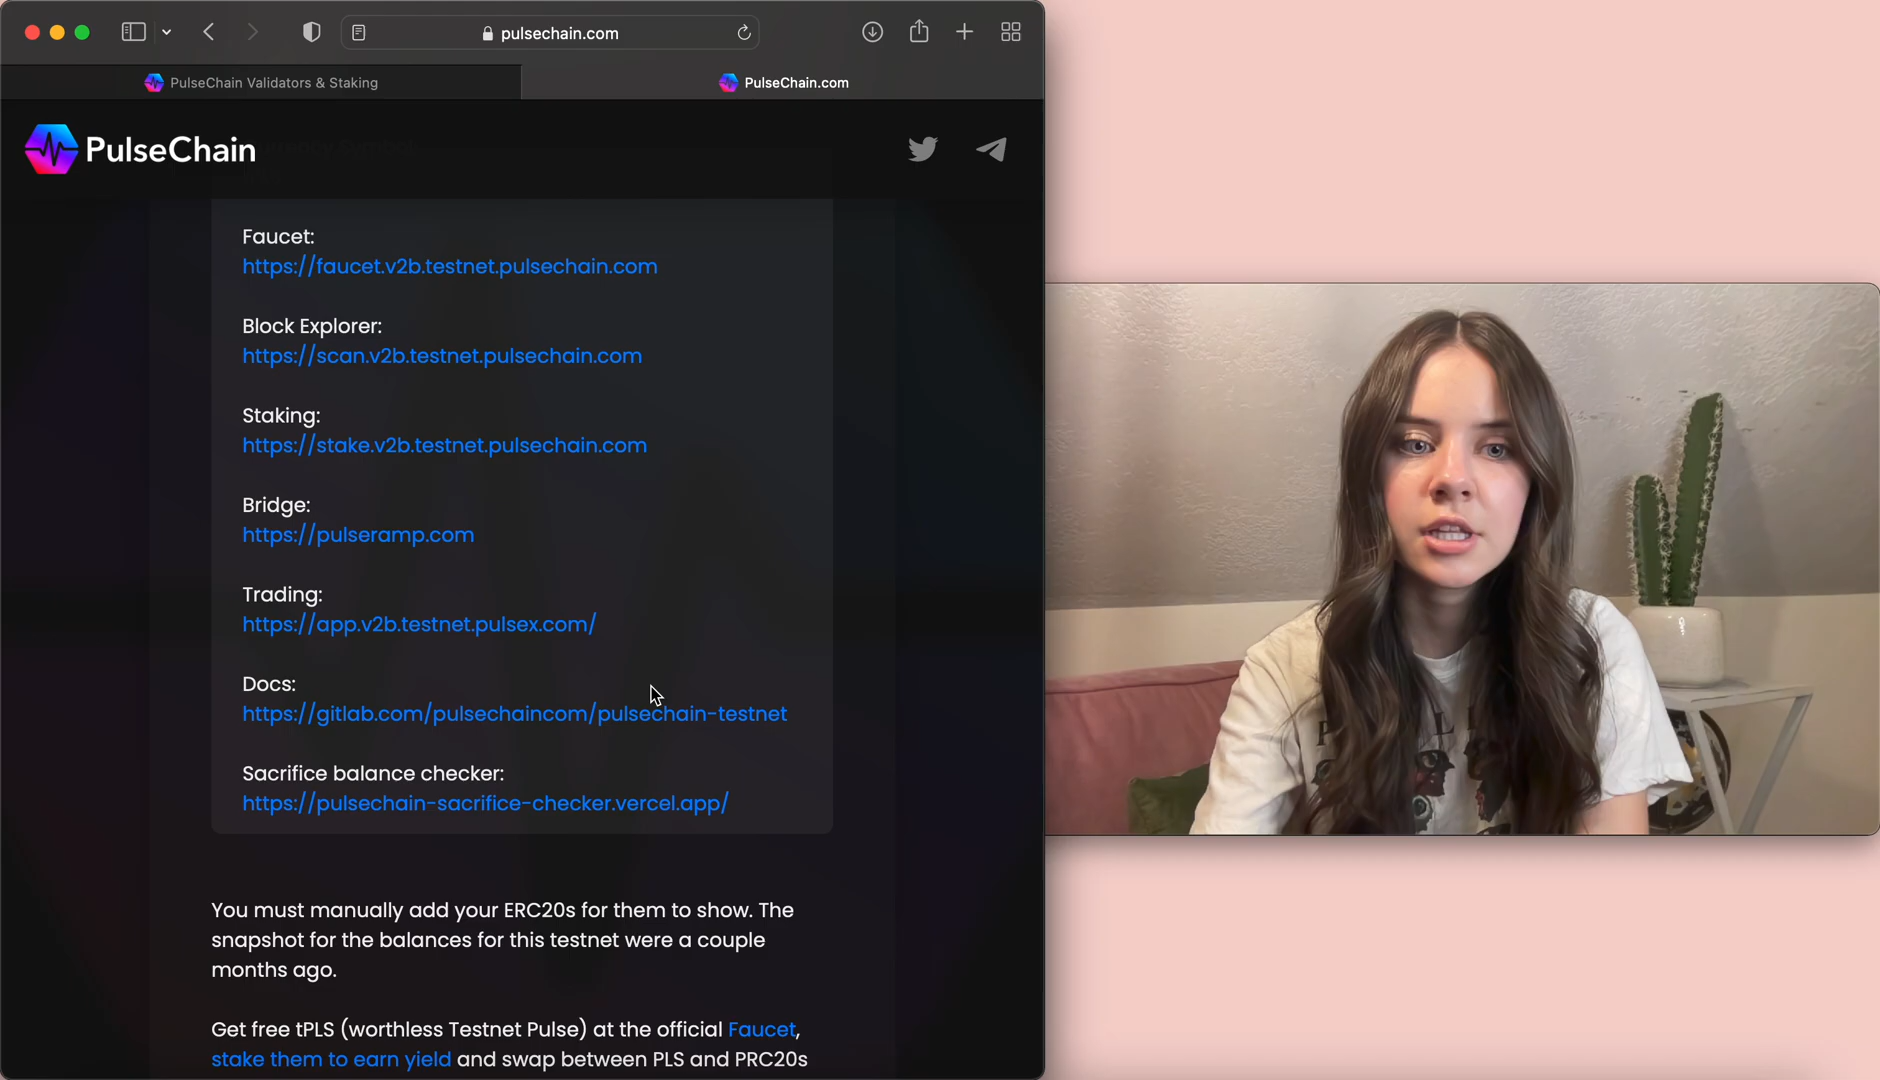 pulsechain.com
PulseChain Validators & Staking
PulseChain.com
PulseChain
Faucet:
https://faucet.v2b.testnet.pulsechain.com
Block Explorer:
https://scan.v2b.testnet.pulsechain.com
Staking:
https://stake.v2b.testnet.pulsechain.com
Bridge:
https://pulseramp.com
Trading:
https://app.v2b.testnet.pulsex.com/
Docs:
https://gitlab.com/pulsechaincom/pulsechain-testnet
Sacrifice balance checker:
https://pulsechain-sacrifice-checker.vercel.app/
You must manually add your ERC20s for them to show. The
snapshot for the balances for this testnet were a couple
months ago.
Get free tPLS (worthless Testnet Pulse) at the official Faucet,
stake them to earn yield and swap between PLS and PRC20s